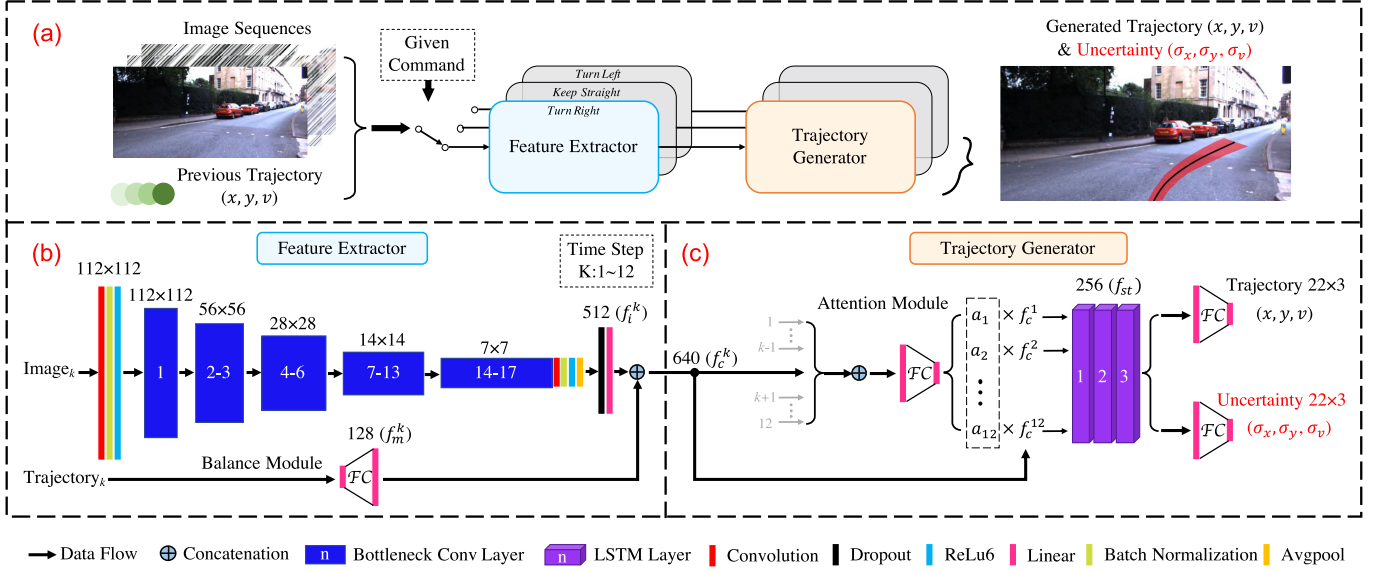 (a)
Image Sequences
Previous Trajectory
(x, y, v)
Given
Command
Turn Left
Keep Straight
Turn Right
Feature Extractor
Trajectory
Generator
Generated Trajectory (x, y, v)
& Uncertainty (σx, σy, σv)
(b)
Feature Extractor
Time Step
K:1~12
112×112
112×112
56×56
28×28
14×14
7×7
512 (f_i^k)
Image_k
1
2-3
4-6
7-13
14-17
128 (f_m^k)
Balance Module
FC
Trajectory_k
(c)
Trajectory Generator
Attention Module
1
k-1
640 (f_c^k)
k+1
12
FC
a1 × f_c^1
a2 × f_c^2
a12 × f_c^12
256 (f_st)
1 2 3
FC
Trajectory 22×3
(x, y, v)
FC
Uncertainty 22×3
(σx, σy, σv)
Data Flow
Concatenation
n Bottleneck Conv Layer
n LSTM Layer
Convolution
Dropout
ReLu6
Linear
Batch Normalization
Avgpool